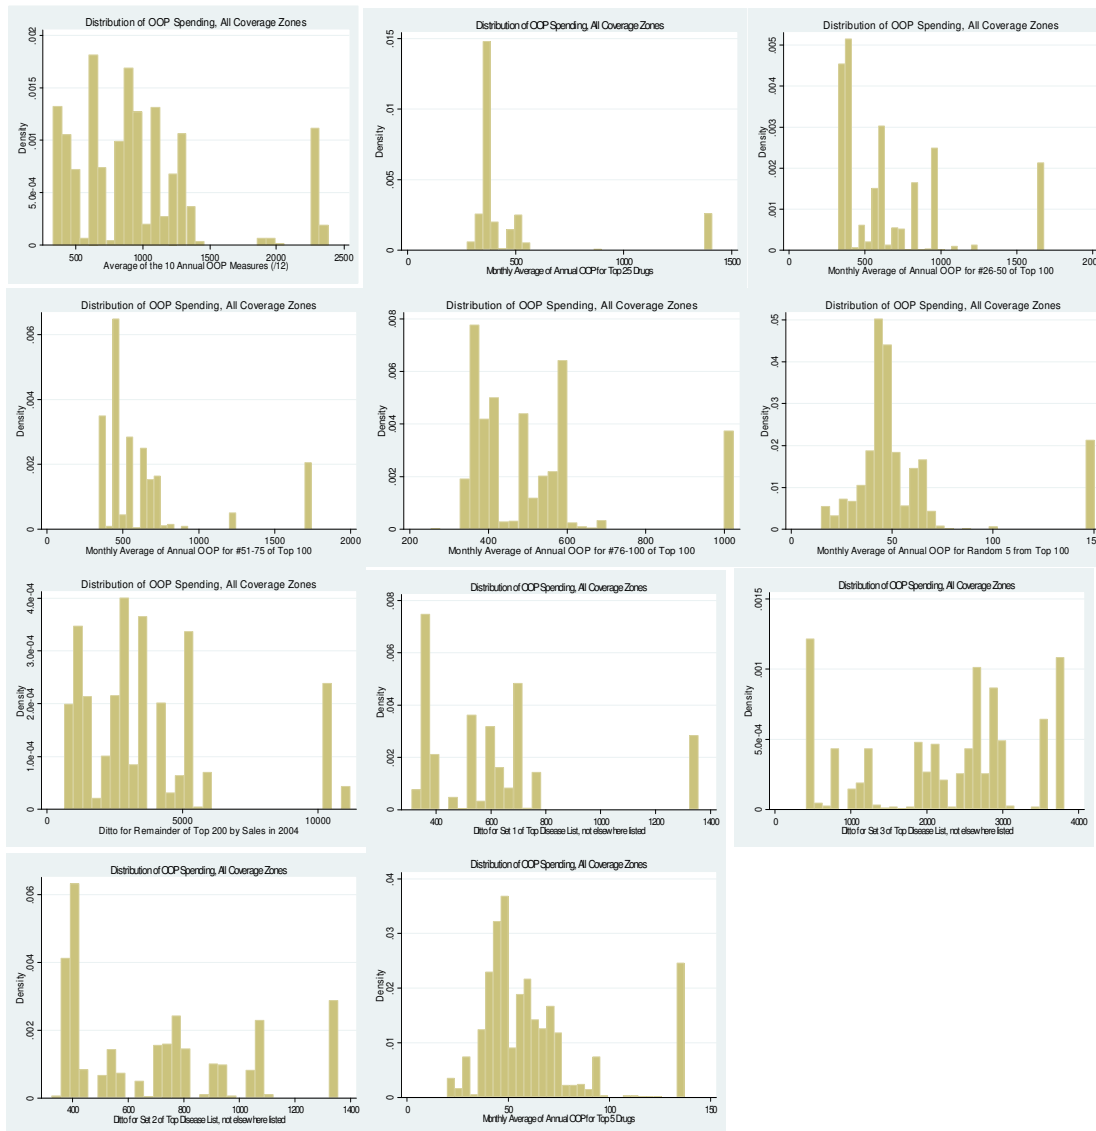 Distribution of OOP Spending, All Coverage Zones
Density
0
5.0e-04
.001
.0015
.002
500
1000
1500
2000
2500
Average of the 10 Annual OOP Measures (/12)
Distribution of OOP Spending, All Coverage Zones
Density
0
.005
.01
.015
0
500
1000
1500
Monthly Average of Annual OOP for Top 25 Drugs
Distribution of OOP Spending, All Coverage Zones
Density
0
.001
.002
.003
.004
.005
0
500
1000
1500
200
Monthly Average of Annual OOP for #26-50 of Top 100
Distribution of OOP Spending, All Coverage Zones
Density
0
.002
.004
.006
0
500
1000
1500
2000
Monthly Average of Annual OOP for #51-75 of Top 100
Distribution of OOP Spending, All Coverage Zones
Density
0
.002
.004
.006
.008
200
400
600
800
1000
Monthly Average of Annual OOP for #76-100 of Top 100
Distribution of OOP Spending, All Coverage Zones
Density
0
.01
.02
.03
.04
.05
0
50
100
15
Monthly Average of Annual OOP for Random 5 from Top 100
Distribution of OOP Spending, All Coverage Zones
Density
0
1.0e-04
2.0e-04
3.0e-04
4.0e-04
0
5000
10000
Ditto for Remainder of Top 200 by Sales in 2004
Distribution of OOP Spending, All Coverage Zones
Density
0
.002
.004
.006
.008
400
600
800
1000
1200
1400
Ditto for Set 1 of Top Disease List, not elsewhere listed
Distribution of OOP Spending, All Coverage Zones
Density
0
5.0e-04
.001
.0015
0
1000
2000
3000
4000
Ditto for Set 3 of Top Disease List, not elsewhere listed
Distribution of OOP Spending, All Coverage Zones
Density
0
.002
.004
.006
400
600
800
1000
1200
1400
Ditto for Set 2 of Top Disease List, not elsewhere listed
Distribution of OOP Spending, All Coverage Zones
Density
0
.01
.02
.03
.04
0
50
100
150
Monthly Average of Annual OOP for Top 5 Drugs